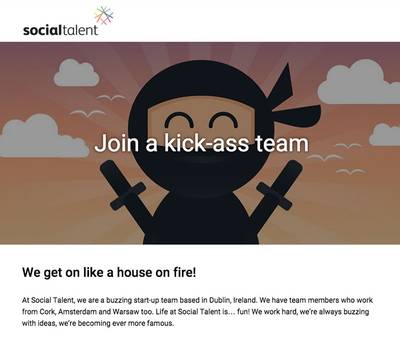 socialtalent
Join a kick-ass team
We get on like a house on fire!
At Social Talent, we are a buzzing start-up team based in Dublin, Ireland. We have team members who work
from Cork, Amsterdam and Warsaw too. Life at Social Talent is… fun! We work hard, we're always buzzing
with ideas, we're becoming ever more famous.